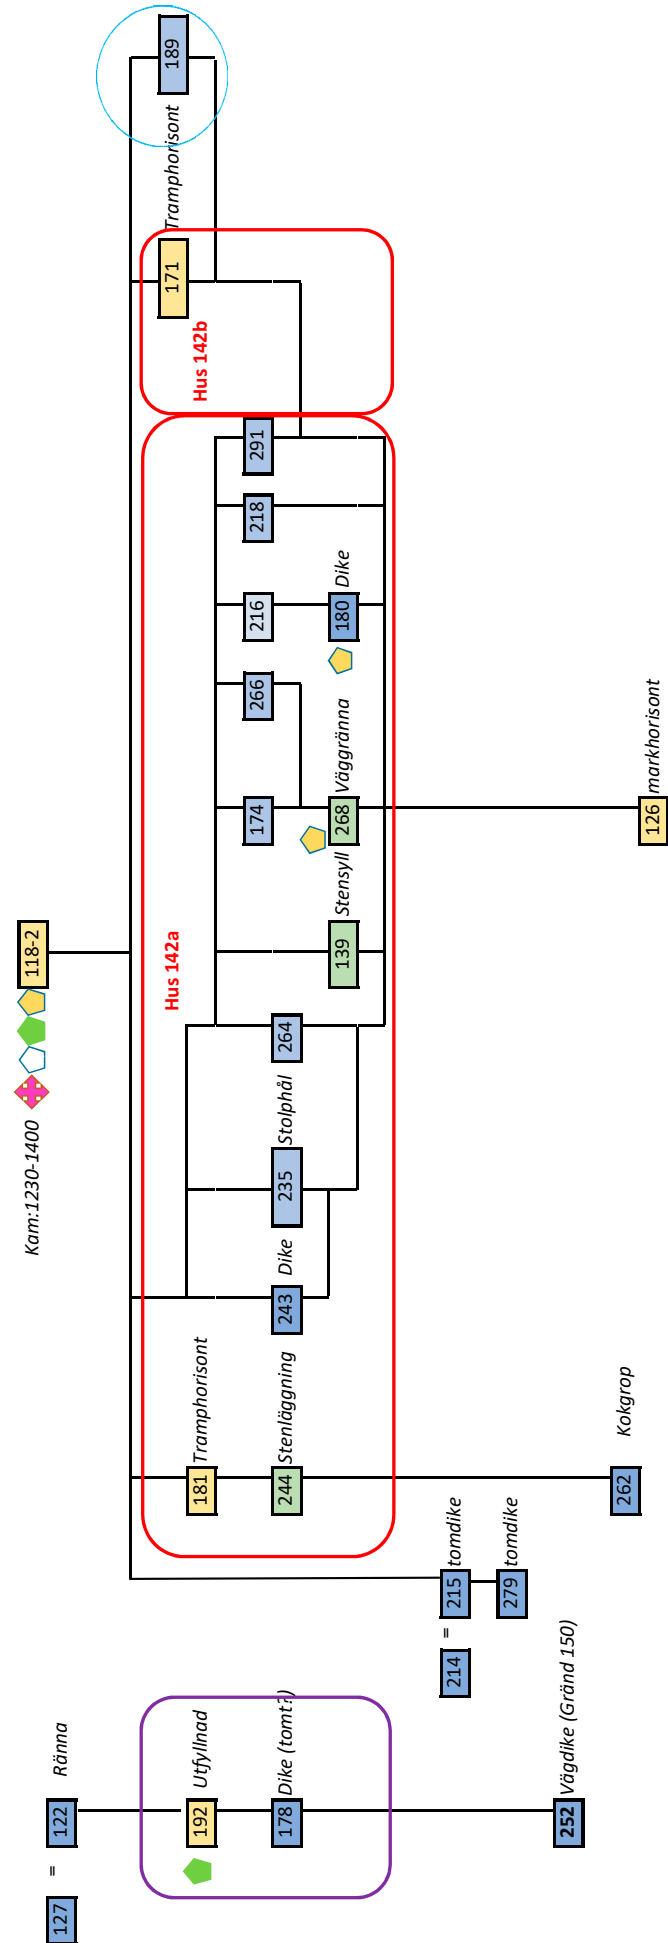 127 = 122 Ränna
192 Utfyllnad
178 Dike (tomt?)
252 Vägdike (Gränd 150)
Kam:1230-1400
118-2
Hus 142a
181 Tramphorisont
244 Stenläggning
243 Dike
235 Stolphål
264
139 Stensyll
174
268 Väggränna
266
216
180 Dike
218
291
Hus 142b
171 Tramphorisont
189
214 = 215 tomdike
279 tomdike
262 Kokgrop
126 markhorisont